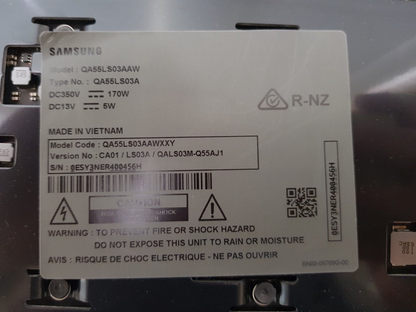 SAMSUNG
Model : QA55LS03AAW
Type No. : QA55LS03A
DC350V 170W
DC13V 5W
R-NZ
MADE IN VIETNAM
Model Code : QA55LS03AAWXXY
Version No : CA01 / LS03A / QALS03M-Q55AJ1
S/N : 0E5Y3NER400456H
0E5Y3NER400456H
CAUTION
WARNING : TO PREVENT FIRE OR SHOCK HAZARD
DO NOT EXPOSE THIS UNIT TO RAIN OR MOISTURE
AVIS : RISQUE DE CHOC ELECTRIQUE - NE PAS OUVRIR